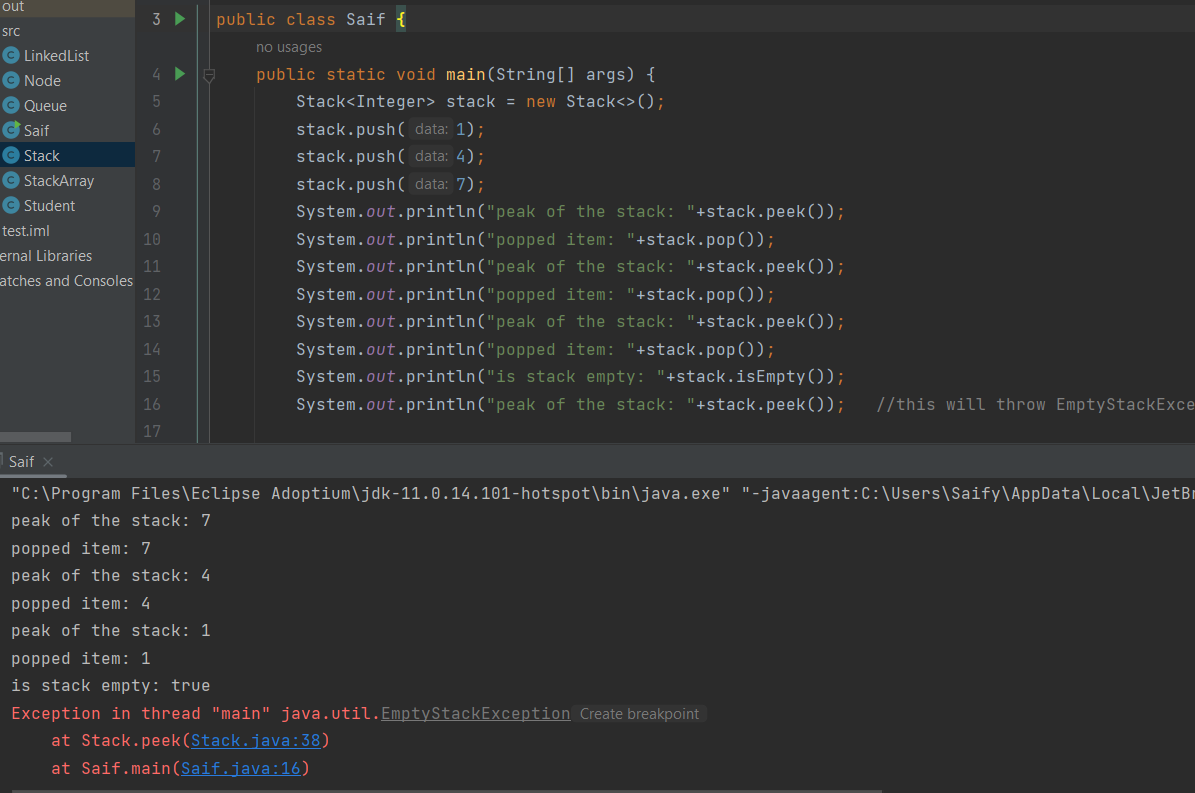 out
src
LinkedList
Node
Queue
Saif
Stack
StackArray
Student
test.iml
ernal Libraries
atches and Consoles
3 public class Saif {
no usages
4 public static void main(String[] args) {
5 Stack<Integer> stack = new Stack<>();
6 stack.push( data: 1);
7 stack.push( data: 4);
8 stack.push( data: 7);
9 System.out.println("peak of the stack: "+stack.peek());
10 System.out.println("popped item: "+stack.pop());
11 System.out.println("peak of the stack: "+stack.peek());
12 System.out.println("popped item: "+stack.pop());
13 System.out.println("peak of the stack: "+stack.peek());
14 System.out.println("popped item: "+stack.pop());
15 System.out.println("is stack empty: "+stack.isEmpty());
16 System.out.println("peak of the stack: "+stack.peek()); //this will throw EmptyStackExce
17
Saif
"C:\Program Files\Eclipse Adoptium\jdk-11.0.14.101-hotspot\bin\java.exe" "-javaagent:C:\Users\Saify\AppData\Local\JetBr
peak of the stack: 7
popped item: 7
peak of the stack: 4
popped item: 4
peak of the stack: 1
popped item: 1
is stack empty: true
Exception in thread "main" java.util.EmptyStackException Create breakpoint
at Stack.peek(Stack.java:38)
at Saif.main(Saif.java:16)